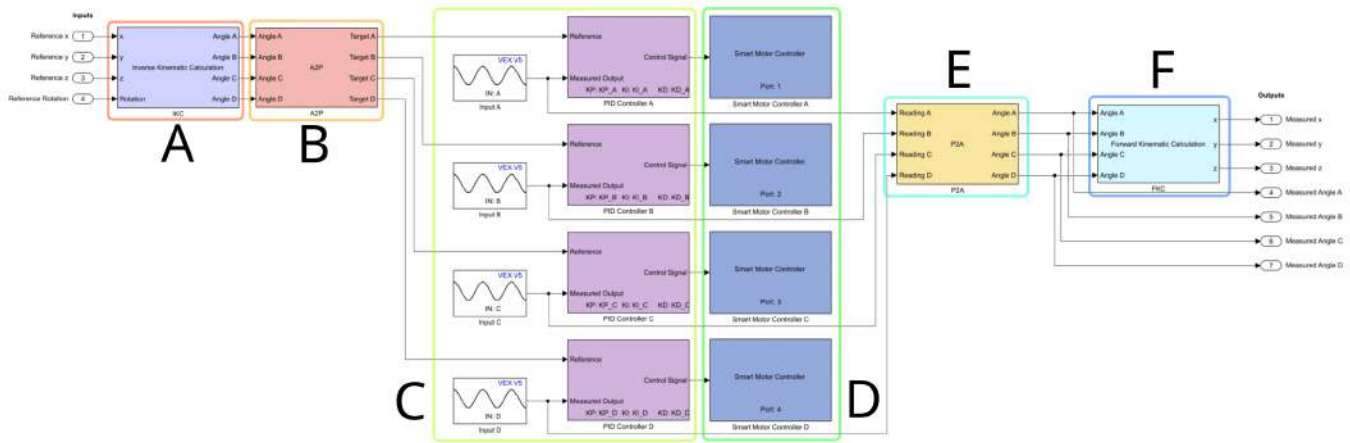 Inputs
Reference x 1
Reference y 2
Reference z 3
Reference Rotation 4
x Angle A
y Angle B
Inverse Kinematic Calculation
z Angle C
Rotation Angle D
IKC
A
Angle A Target A
Angle B Target B
A2P
Angle C Target C
Angle D Target D
A2P
B
VEX V5
IN: A
Input A
Reference
Control Signal
Measured Output
KP: KP_A KI: KI_A KD: KD_A
PID Controller A
Smart Motor Controller
Port: 1
Smart Motor Controller A
VEX V5
IN: B
Input B
Reference
Control Signal
Measured Output
KP: KP_B KI: KI_B KD: KD_B
PID Controller B
Smart Motor Controller
Port: 2
Smart Motor Controller B
VEX V5
IN: C
Input C
Reference
Control Signal
Measured Output
KP: KP_C KI: KI_C KD: KD_C
PID Controller C
Smart Motor Controller
Port: 3
Smart Motor Controller C
VEX V5
IN: D
Input D
Reference
Control Signal
Measured Output
KP: KP_D KI: KI_D KD: KD_D
PID Controller D
Smart Motor Controller
Port: 4
Smart Motor Controller D
C
D
E
Reading A Angle A
Reading B Angle B
P2A
Reading C Angle C
Reading D Angle D
P2A
F
Angle A x
Angle B
Forward Kinematic Calculation y
Angle C
Angle D z
FKC
Outputs
1 Measured x
2 Measured y
3 Measured z
4 Measured Angle A
5 Measured Angle B
6 Measured Angle C
7 Measured Angle D